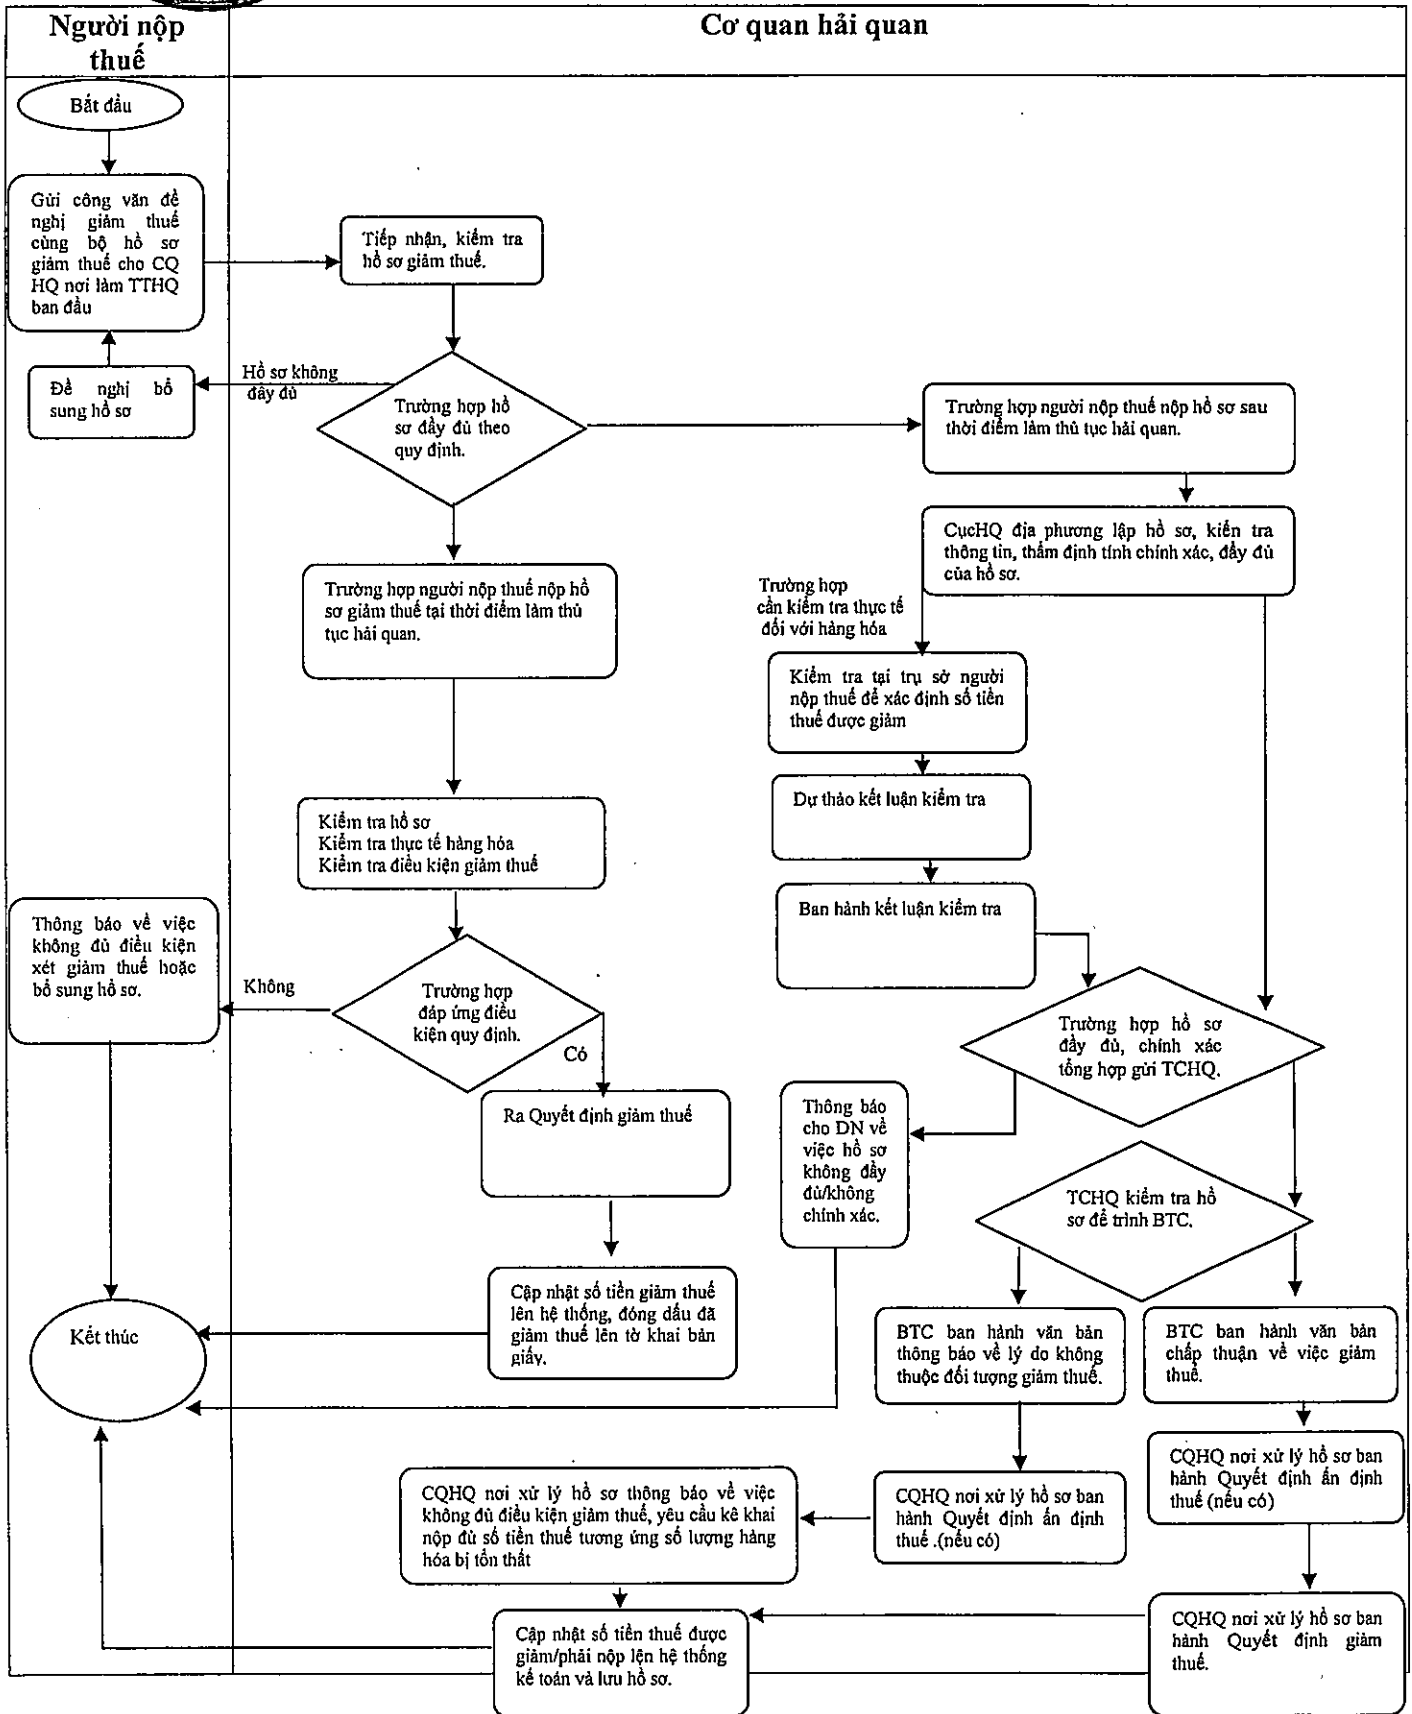 Người nộp
thuế
Cơ quan hải quan
Bắt đầu
Gửi công văn đề
nghị giảm thuế
cùng bộ hồ sơ
giảm thuế cho CQ
HQ nơi làm TTHQ
ban đầu
Tiếp nhận, kiểm tra
hồ sơ giảm thuế.
Hồ sơ không
đầy đủ
Đề nghị bổ
sung hồ sơ
Trường hợp hồ
sơ đầy đủ theo
quy định.
Trường hợp người nộp thuế nộp hồ sơ sau
thời điểm làm thủ tục hải quan.
CụcHQ địa phương lập hồ sơ, kiến tra
thông tin, thẩm định tính chính xác, đầy đủ
của hồ sơ.
Trường hợp người nộp thuế nộp hồ
sơ giảm thuế tại thời điểm làm thủ
tục hải quan.
Trường hợp
cần kiểm tra thực tế
đối với hàng hóa
Kiểm tra tại trụ sở người
nộp thuế để xác định số tiền
thuế được giảm
Dự thảo kết luận kiểm tra
Kiểm tra hồ sơ
Kiểm tra thực tế hàng hóa
Kiểm tra điều kiện giảm thuế
Ban hành kết luận kiểm tra
Thông báo về việc
không đủ điều kiện
xét giảm thuế hoặc
bổ sung hồ sơ.
Không
Trường hợp
đáp ứng điều
kiện quy định.
Có
Trường hợp hồ sơ
đầy đủ, chính xác
tổng hợp gửi TCHQ.
Ra Quyết định giảm thuế
Thông báo
cho DN về
việc hồ sơ
không đầy
đủ/không
chính xác.
TCHQ kiểm tra hồ
sơ để trình BTC.
Cập nhật số tiền giảm thuế
lên hệ thống, đóng dấu đã
giảm thuế lên tờ khai bản
giấy.
Kết thúc
BTC ban hành văn bản
thông báo về lý do không
thuộc đối tượng giảm thuế.
BTC ban hành văn bản
chấp thuận về việc giảm
thuế.
CQHQ nơi xử lý hồ sơ thông báo về việc
không đủ điều kiện giảm thuế, yêu cầu kê khai
nộp đủ số tiền thuế tương ứng số lượng hàng
hóa bị tổn thất
CQHQ nơi xử lý hồ sơ ban
hành Quyết định ấn định
thuế .(nếu có)
CQHQ nơi xử lý hồ sơ ban
hành Quyết định ấn định
thuế (nếu có)
Cập nhật số tiền thuế được
giảm/phải nộp lên hệ thống
kế toán và lưu hồ sơ.
CQHQ nơi xử lý hồ sơ ban
hành Quyết định giảm
thuế.